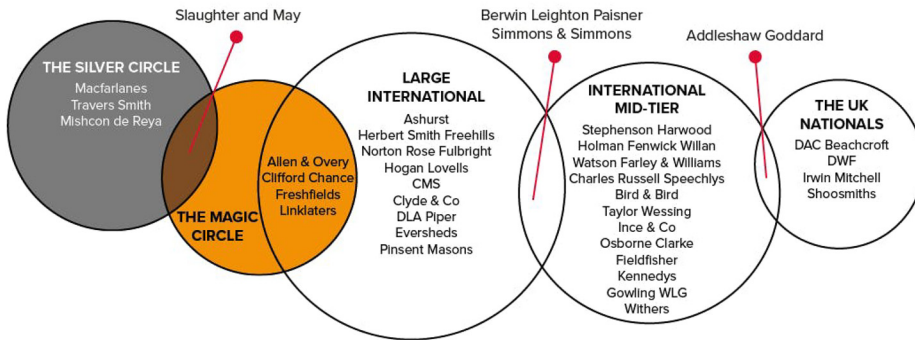 Slaughter and May
Berwin Leighton Paisner
Simmons & Simmons
Addleshaw Goddard
THE SILVER CIRCLE
Macfarlanes
Travers Smith
Mishcon de Reya
THE MAGIC
CIRCLE
Allen & Overy
Clifford Chance
Freshfields
Linklaters
LARGE
INTERNATIONAL
Ashurst
Herbert Smith Freehills
Norton Rose Fulbright
Hogan Lovells
CMS
Clyde & Co
DLA Piper
Eversheds
Pinsent Masons
INTERNATIONAL
MID-TIER
Stephenson Harwood
Holman Fenwick Willan
Watson Farley & Williams
Charles Russell Speechlys
Bird & Bird
Taylor Wessing
Ince & Co
Osborne Clarke
Fieldfisher
Kennedys
Gowling WLG
Withers
THE UK
NATIONALS
DAC Beachcroft
DWF
Irwin Mitchell
Shoosmiths